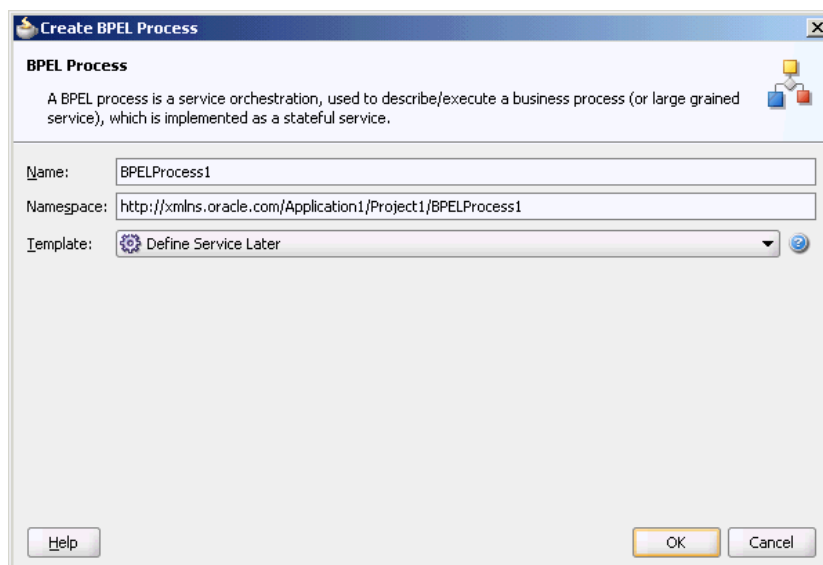 Create BPEL Process
BPEL Process
A BPEL process is a service orchestration, used to describe/execute a business process (or large grained
service), which is implemented as a stateful service.
Name: BPELProcess1
Namespace: http://xmlns.oracle.com/Application1/Project1/BPELProcess1
Template: Define Service Later
Help OK Cancel